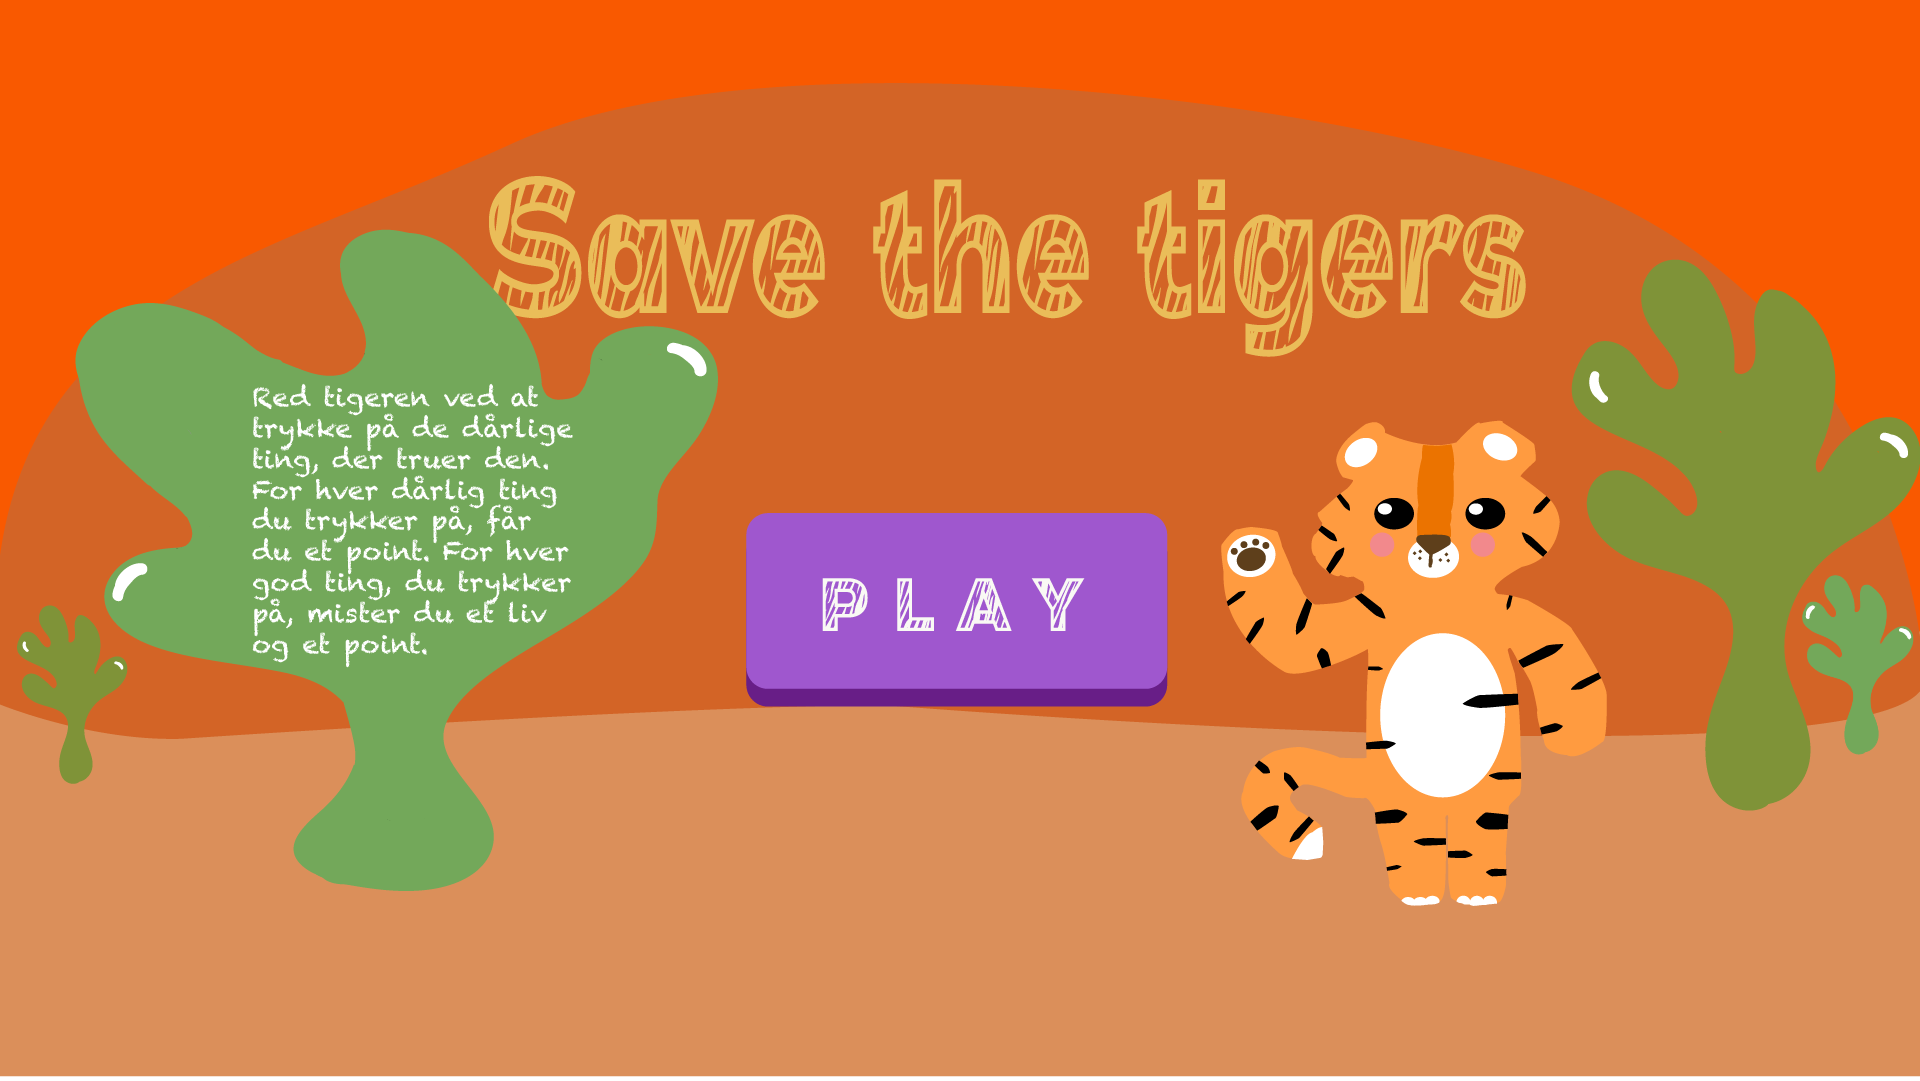 Save the tigers
Red tigeren ved at
trykke på de dårlige
ting, der truer den.
For hver dårlig ting
du trykker på, får
du et point. For hver
god ting, du trykker
på, mister du et liv
og et point.
PLAY